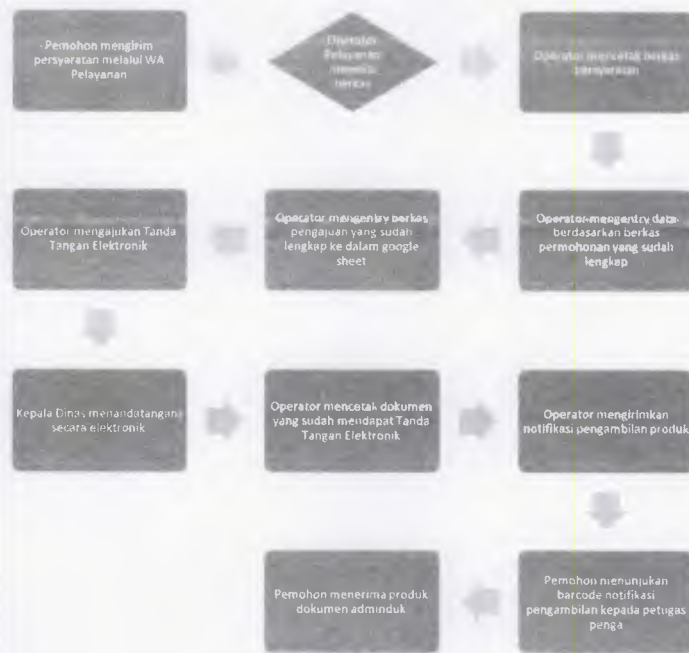 Pemohon mengirim
persyaratan melalui WA
Pelayanan
Operator
Pelayanan
berkas
Operator mencetak berkas
persyaratan
Operator mengentry data
berdasarkan berkas
permohonan yang sudah
lengkap
Operator mengentry berkas
pengajuan yang sudah
lengkap ke dalam google
sheet
Operator mengajukan Tanda
Tangan Elektronik
Kepala Dinas menandatangani
secara elektronik
Operator mencetak dokumen
yang sudah mendapat Tanda
Tangan Elektronik
Operator mengirimkan
notifikasi pengambilan produk
Pemohon menunjukan
barcode notifikasi
pengambilan kepada petugas
penga
Pemohon menerima produk
dokumen adminduk